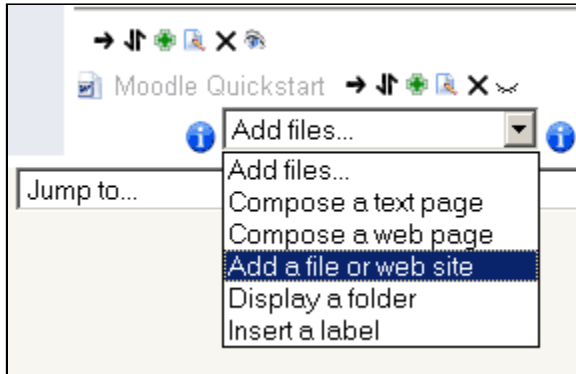 Moodle Quickstart
Add files...
Add files...
Jump to...
Compose a text page
Compose a web page
Add a file or web site
Display a folder
Insert a label